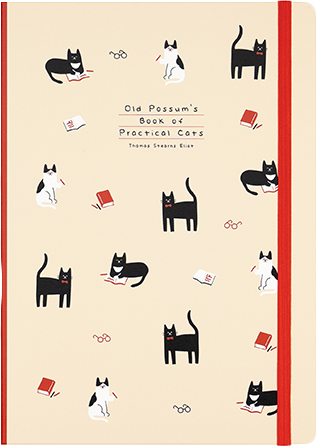 Old Possum's
Book of
Practical Cats
Thomas Stearns Eliot